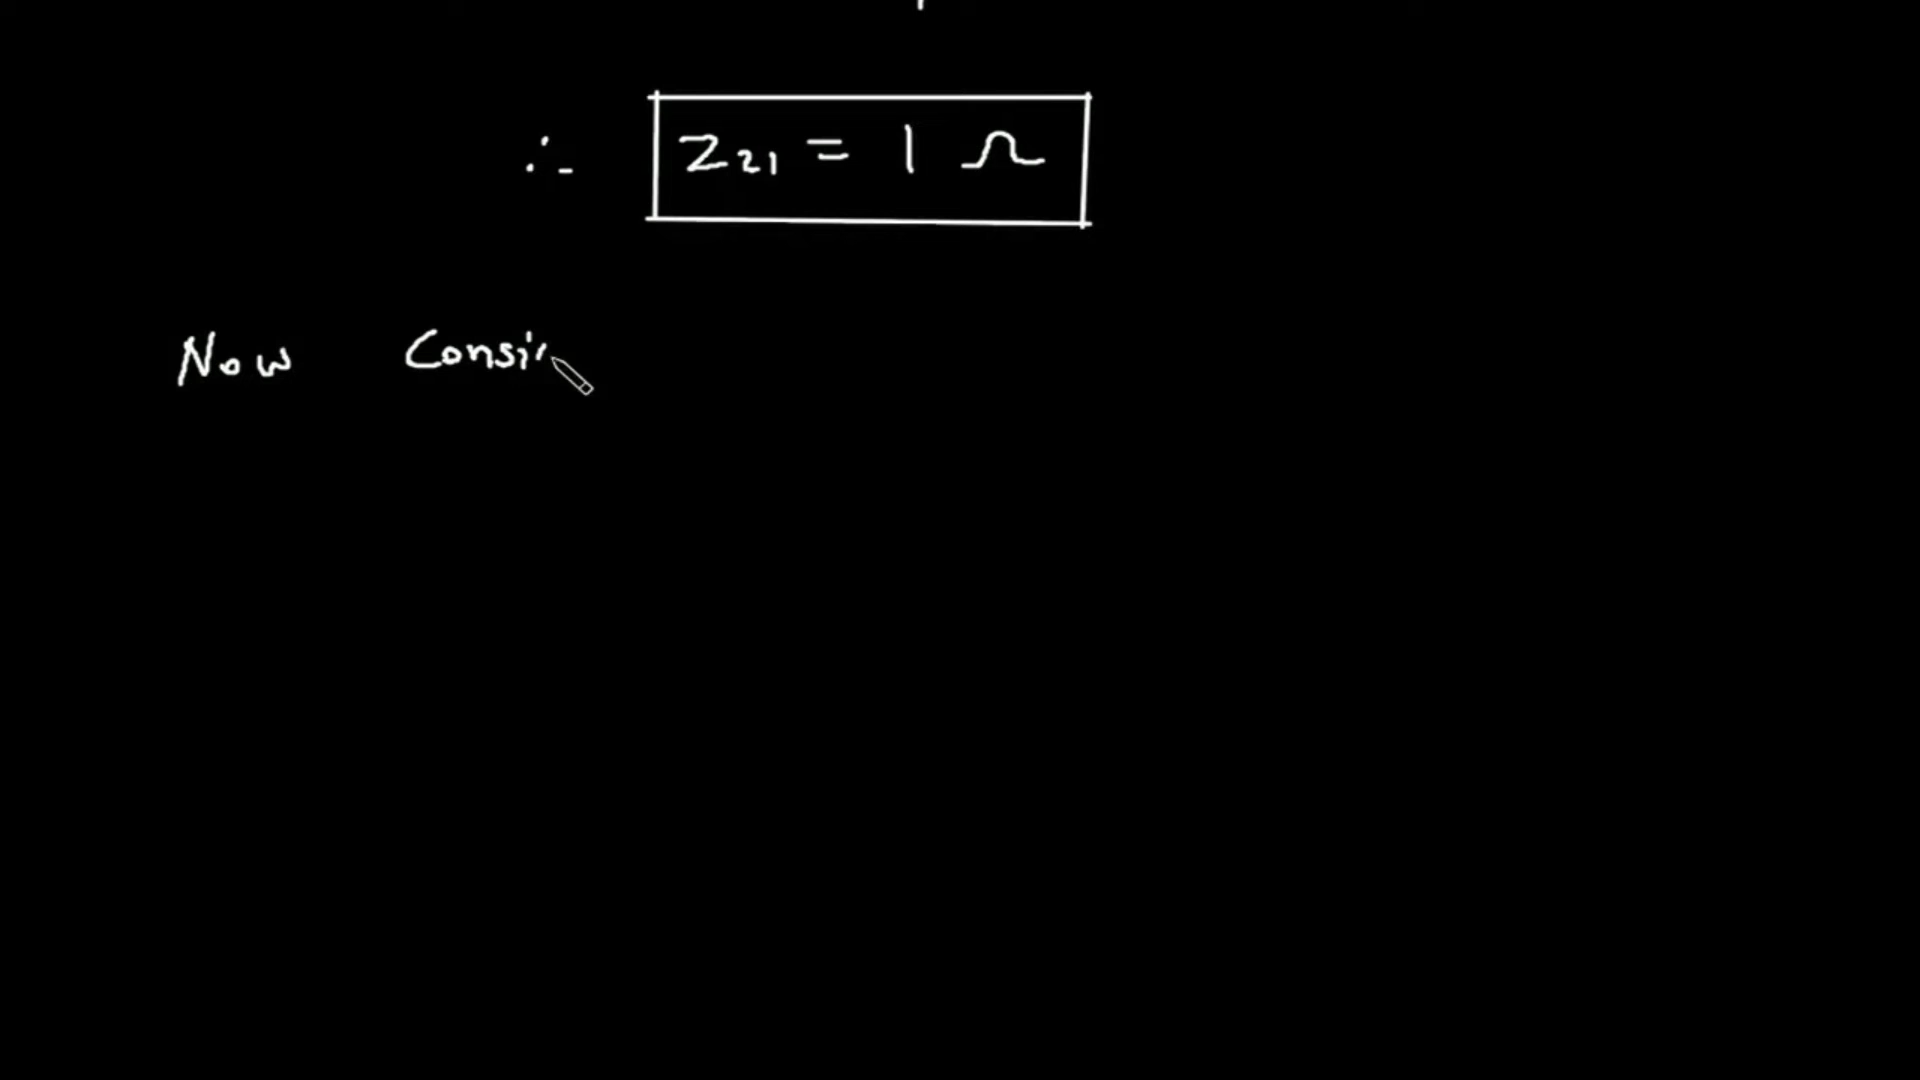 ∴ Z21 = 1 Ω
Now Consi